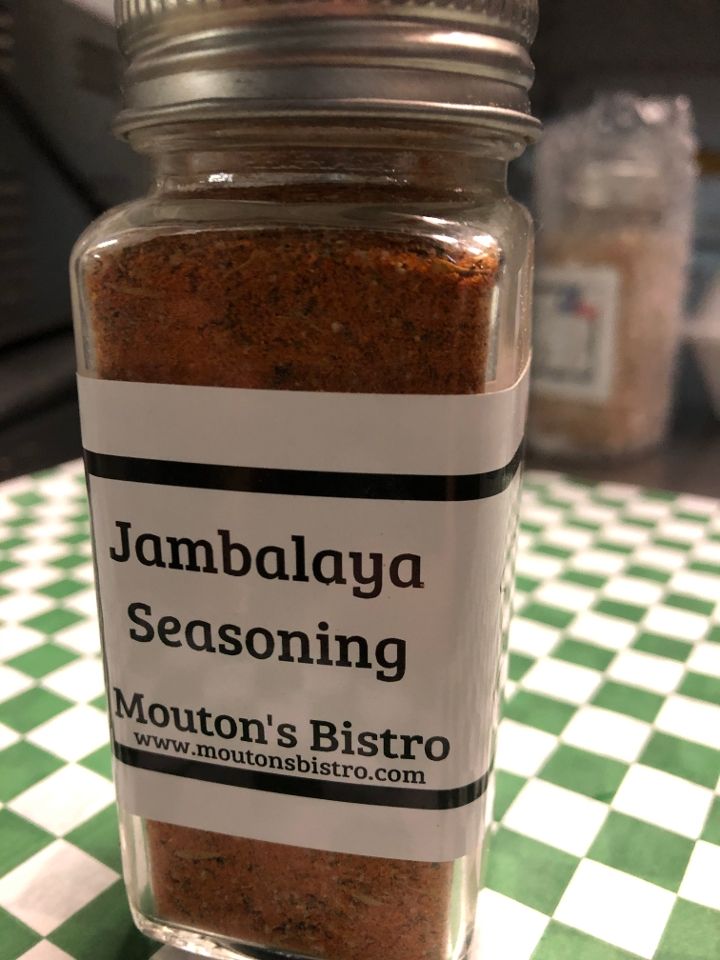 Jambalaya
Seasoning
Mouton's Bistro
www.moutonsbistro.com